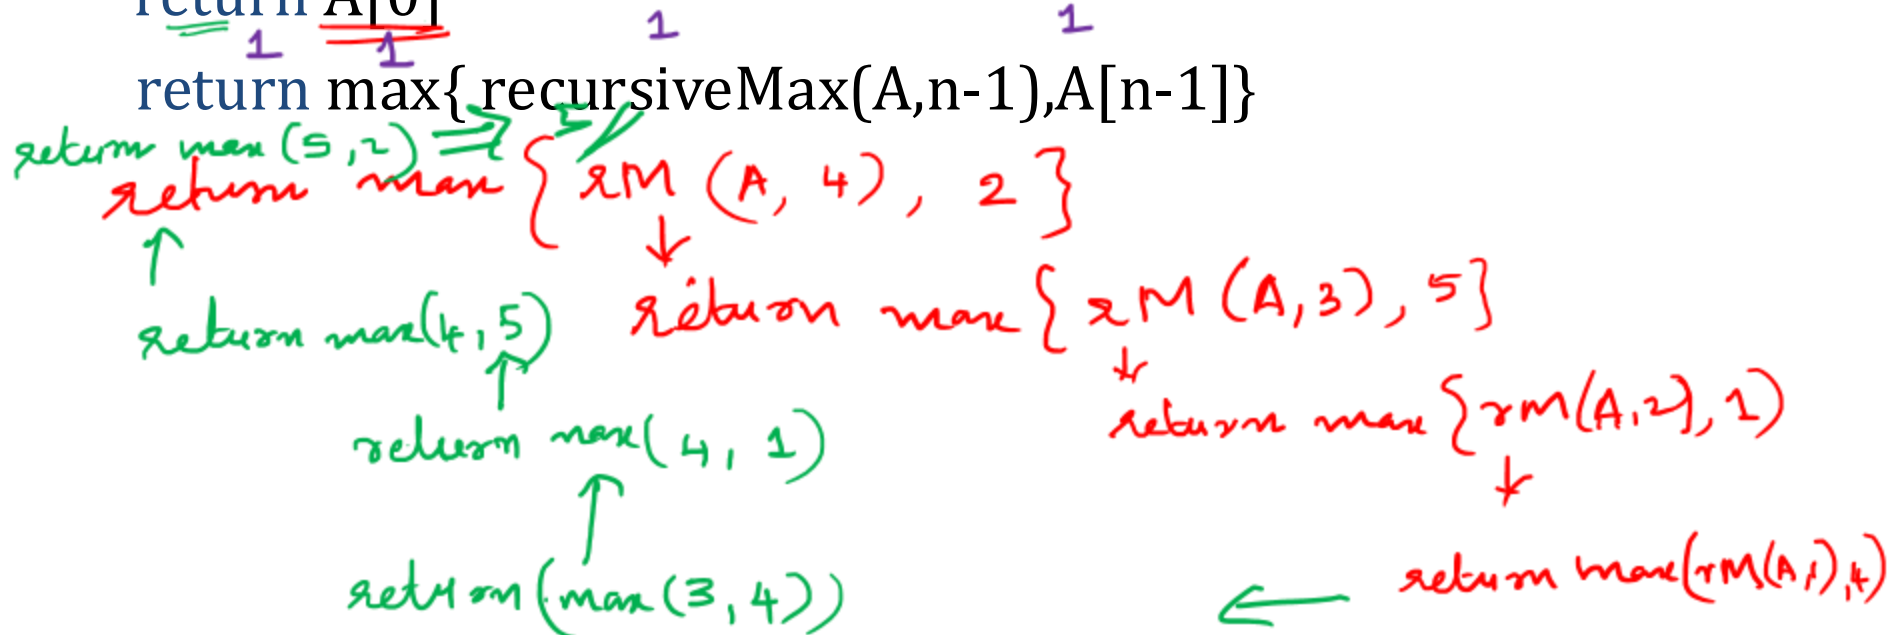 return A[0]
1 1 1 1
return max{ recursiveMax(A,n-1),A[n-1]}
return max (5,2) ⇒ 5
return max { rM (A, 4) , 2 }
return max(4,5)
return max { rM (A,3) , 5 }
return max( 4, 1)
return max {rM(A,2), 1)
return (max (3, 4))
return max(rM(A,1),4)